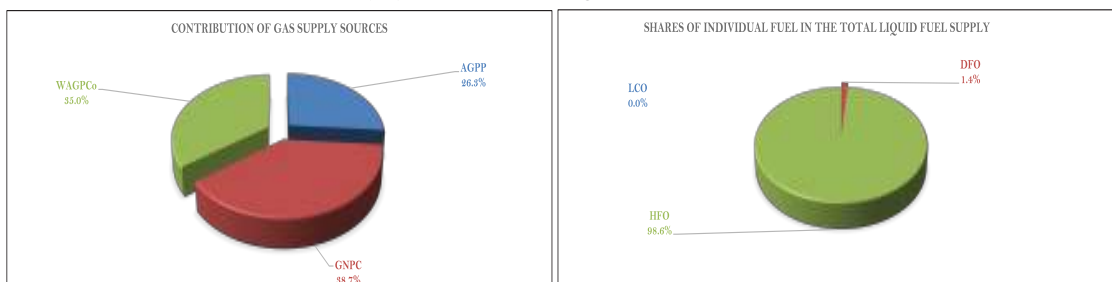 CONTRIBUTION OF GAS SUPPLY SOURCES
AGPP
26.3%
WAGPCo
35.0%
GNPC
38.7%
SHARES OF INDIVIDUAL FUEL IN THE TOTAL LIQUID FUEL SUPPLY
DFO
1.4%
LCO
0.0%
HFO
98.6%